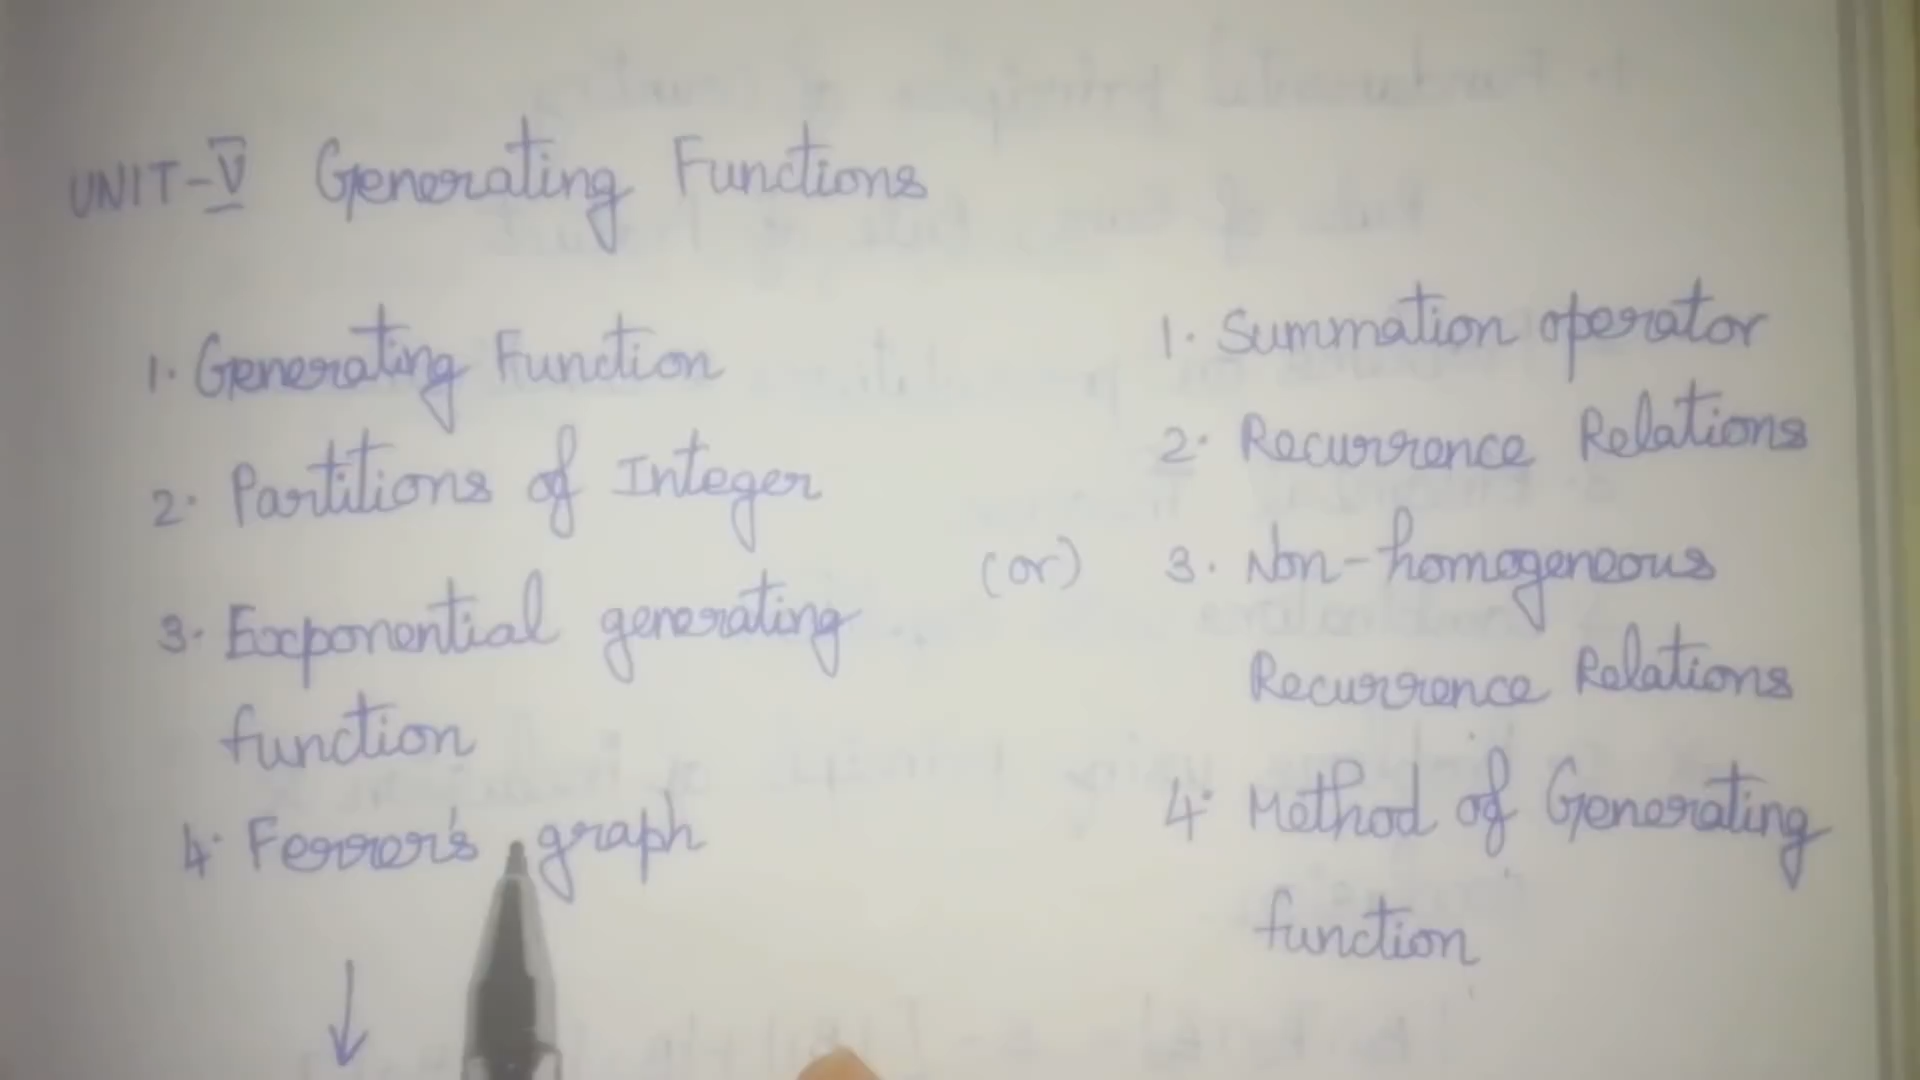 UNIT-V Generating Functions
1. Generating Function
2. Partitions of Integer
3. Exponential generating
function
4. Ferrer's graph
(or)
1. Summation operator
2. Recurrence Relations
3. Non-homogeneous
Recurrence Relations
4. Method of Generating
function